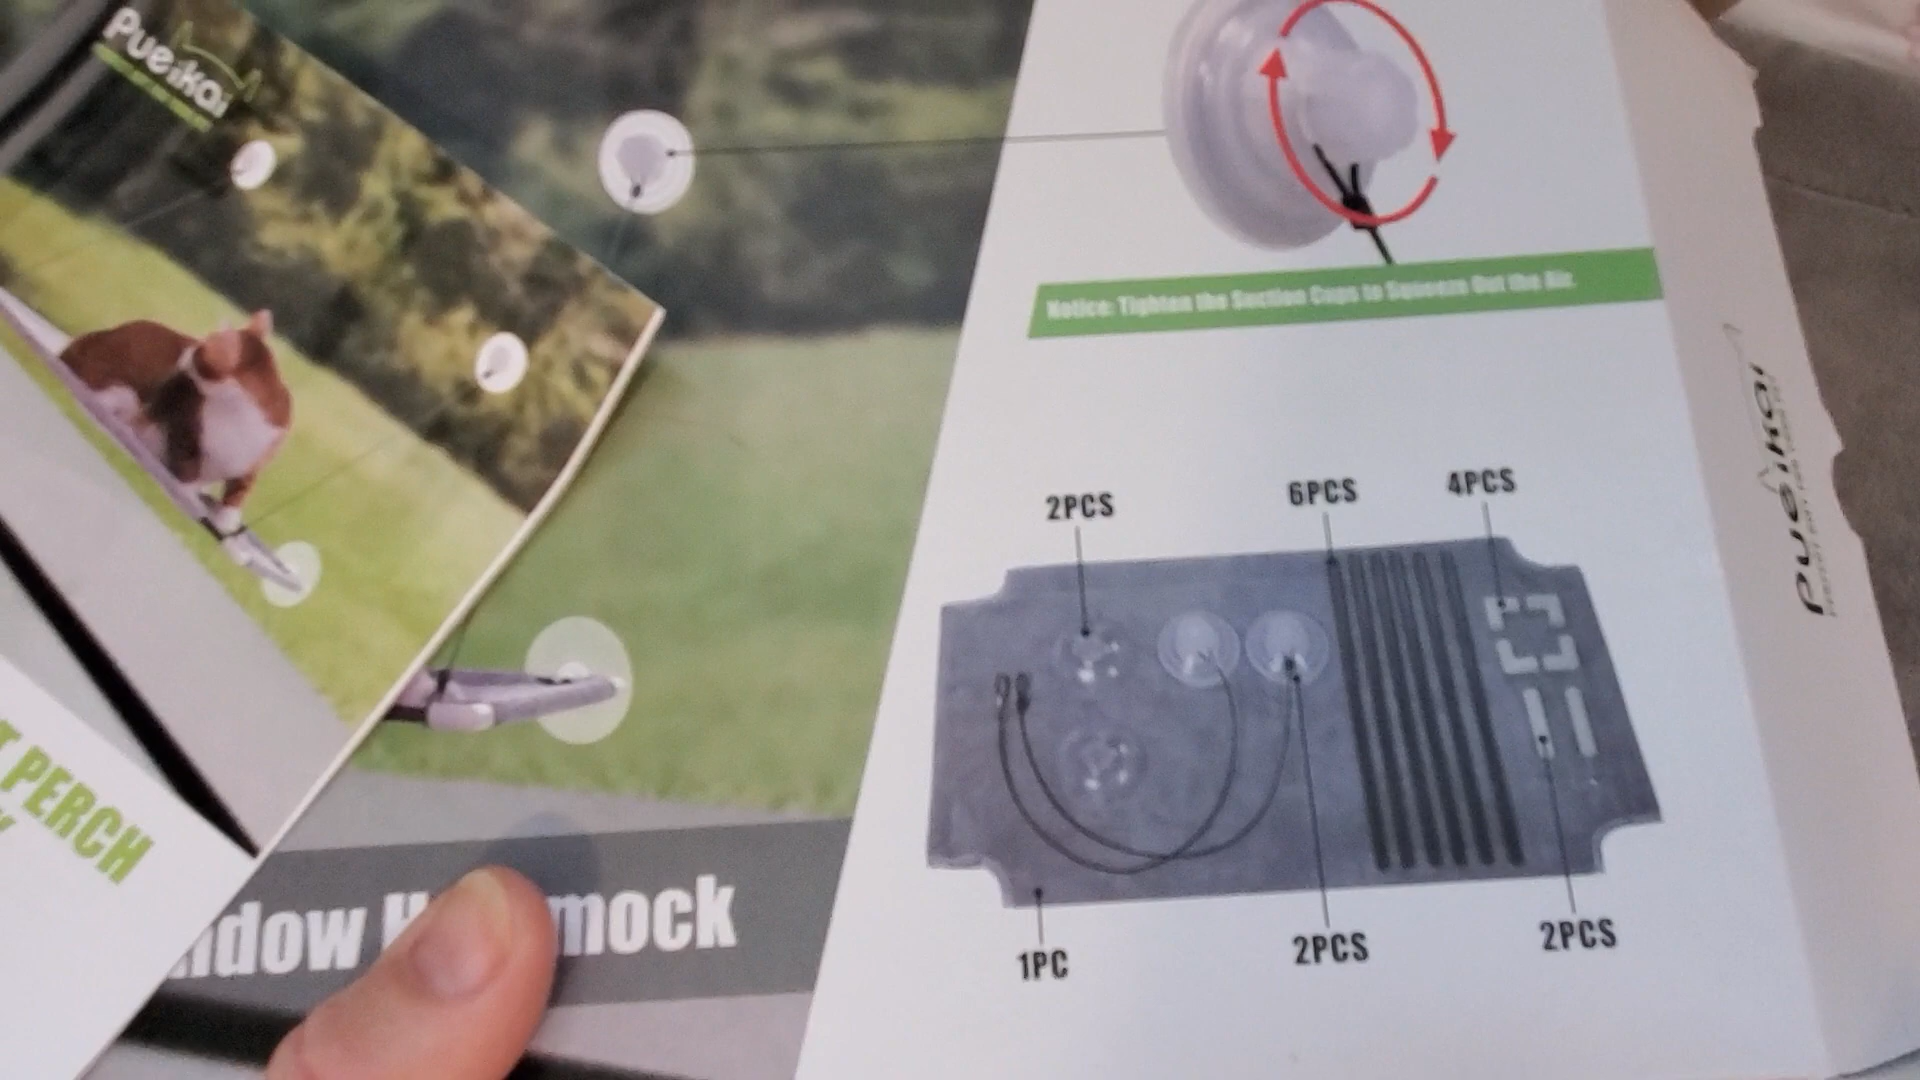 Pueikai
T PERCH
ndow H mock
Notice: Tighten the Suction Cups to Squeeze Out the Air.
2PCS
6PCS
4PCS
1PC
2PCS
2PCS
Pueikai